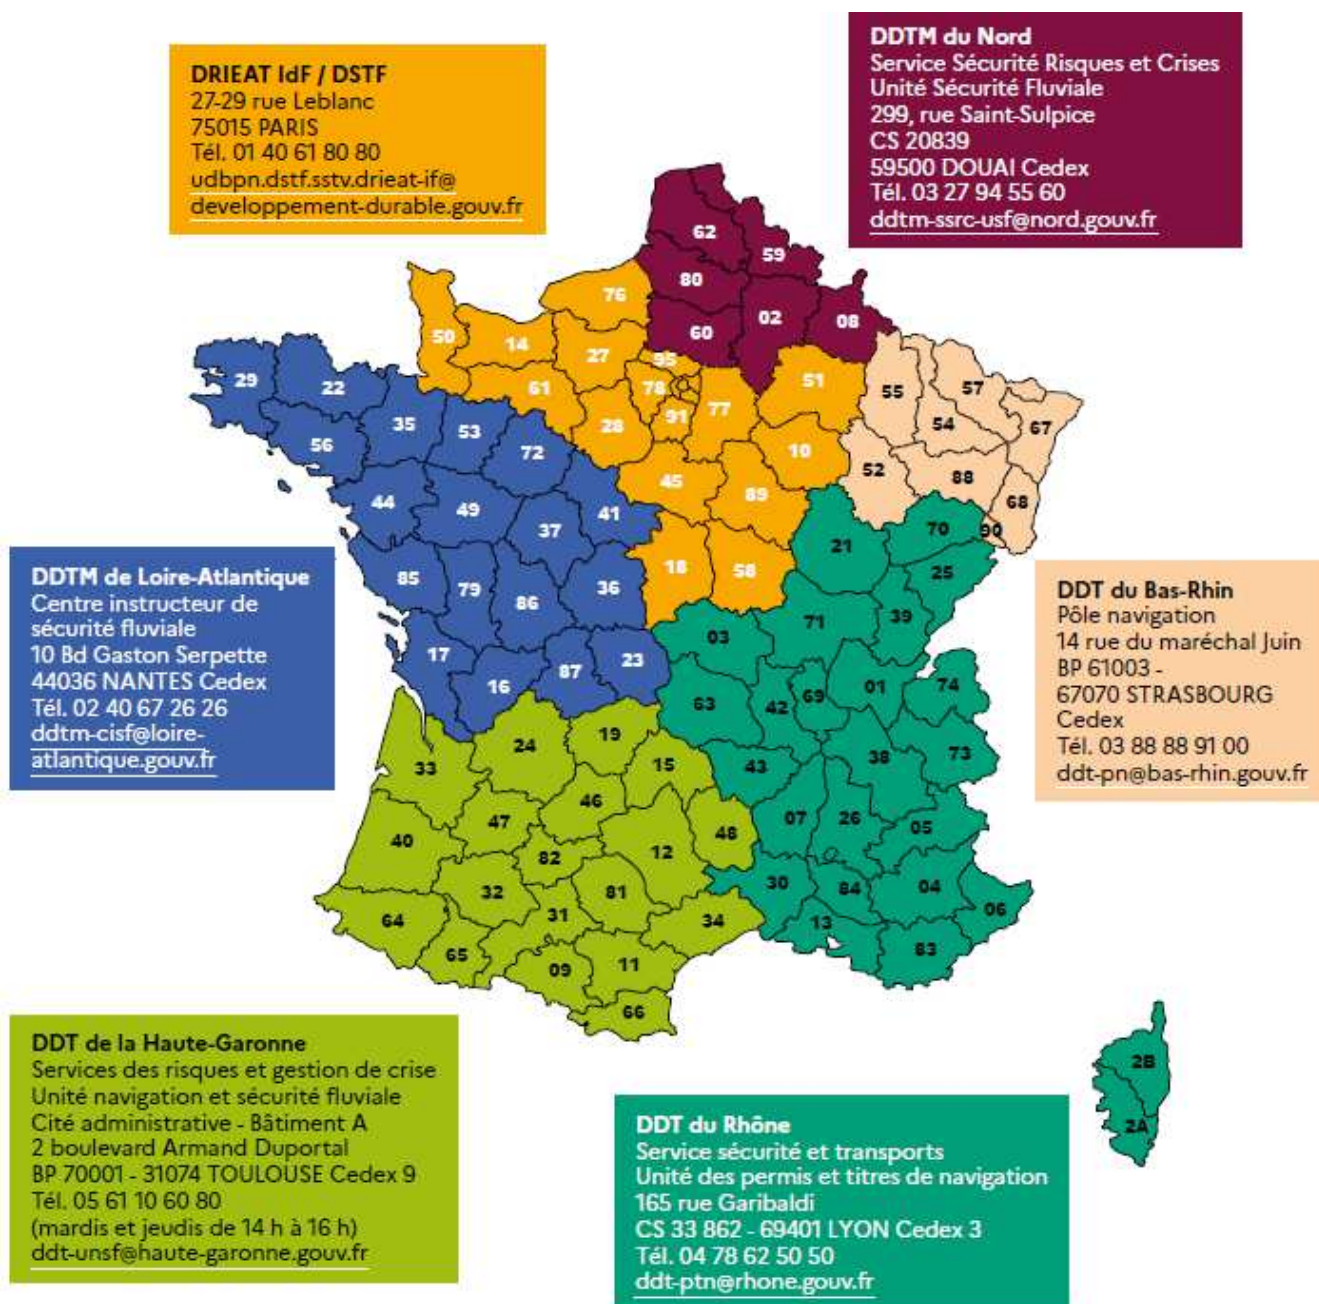 DRIEAT IdF / DSTF
27-29 rue Leblanc
75015 PARIS
Tél. 01 40 61 80 80
udbpn.dstf.sstv.drieat-if@
developpement-durable.gouv.fr
DDTM du Nord
Service Sécurité Risques et Crises
Unité Sécurité Fluviale
299, rue Saint-Sulpice
CS 20839
59500 DOUAI Cedex
Tél. 03 27 94 55 60
ddtm-ssrc-usf@nord.gouv.fr
62
59
80
76
02
08
60
50
14
27
95
51
55
57
29
22
61
78
77
91
28
54
67
35
53
56
72
10
52
88
68
45
89
44
49
41
37
90
70
21
18
58
25
85
79
86
36
71
39
03
17
16
87
23
01
74
63
42
69
24
19
33
15
43
38
73
46
07
26
05
47
48
40
82
12
32
81
30
84
04
06
64
31
34
13
83
65
09
11
66
2B
2A
DDTM de Loire-Atlantique
Centre instructeur de
sécurité fluviale
10 Bd Gaston Serpette
44036 NANTES Cedex
Tél. 02 40 67 26 26
ddtm-cisf@loire-
atlantique.gouv.fr
DDT du Bas-Rhin
Pôle navigation
14 rue du maréchal Juin
BP 61003 -
67070 STRASBOURG
Cedex
Tél. 03 88 88 91 00
ddt-pn@bas-rhin.gouv.fr
DDT de la Haute-Garonne
Services des risques et gestion de crise
Unité navigation et sécurité fluviale
Cité administrative - Bâtiment A
2 boulevard Armand Duportal
BP 70001 - 31074 TOULOUSE Cedex 9
Tél. 05 61 10 60 80
(mardis et jeudis de 14 h à 16 h)
ddt-unsf@haute-garonne.gouv.fr
DDT du Rhône
Service sécurité et transports
Unité des permis et titres de navigation
165 rue Garibaldi
CS 33 862 - 69401 LYON Cedex 3
Tél. 04 78 62 50 50
ddt-ptn@rhone.gouv.fr